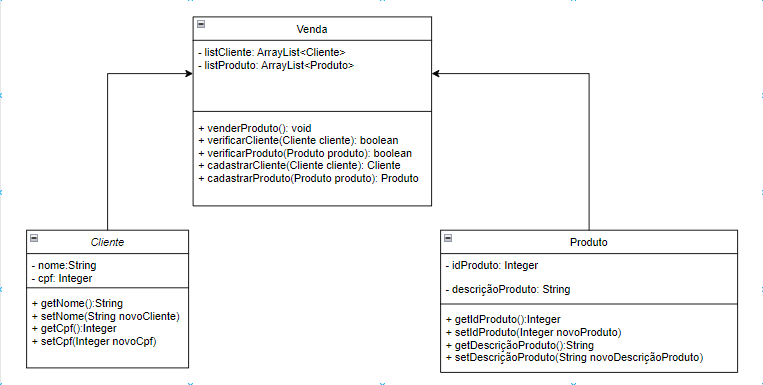 Venda
- listCliente: ArrayList<Cliente>
- listProduto: ArrayList<Produto>
+ venderProduto(): void
+ verificarCliente(Cliente cliente): boolean
+ verificarProduto(Produto produto): boolean
+ cadastrarCliente(Cliente cliente): Cliente
+ cadastrarProduto(Produto produto): Produto
Cliente
- nome:String
- cpf: Integer
+ getNome():String
+ setNome(String novoCliente)
+ getCpf():Integer
+ setCpf(Integer novoCpf)
Produto
- idProduto: Integer
- descriçãoProduto: String
+ getIdProduto():Integer
+ setIdProduto(Integer novoProduto)
+ getDescriçãoProduto():String
+ setDescriçãoProduto(String novoDescriçãoProduto)